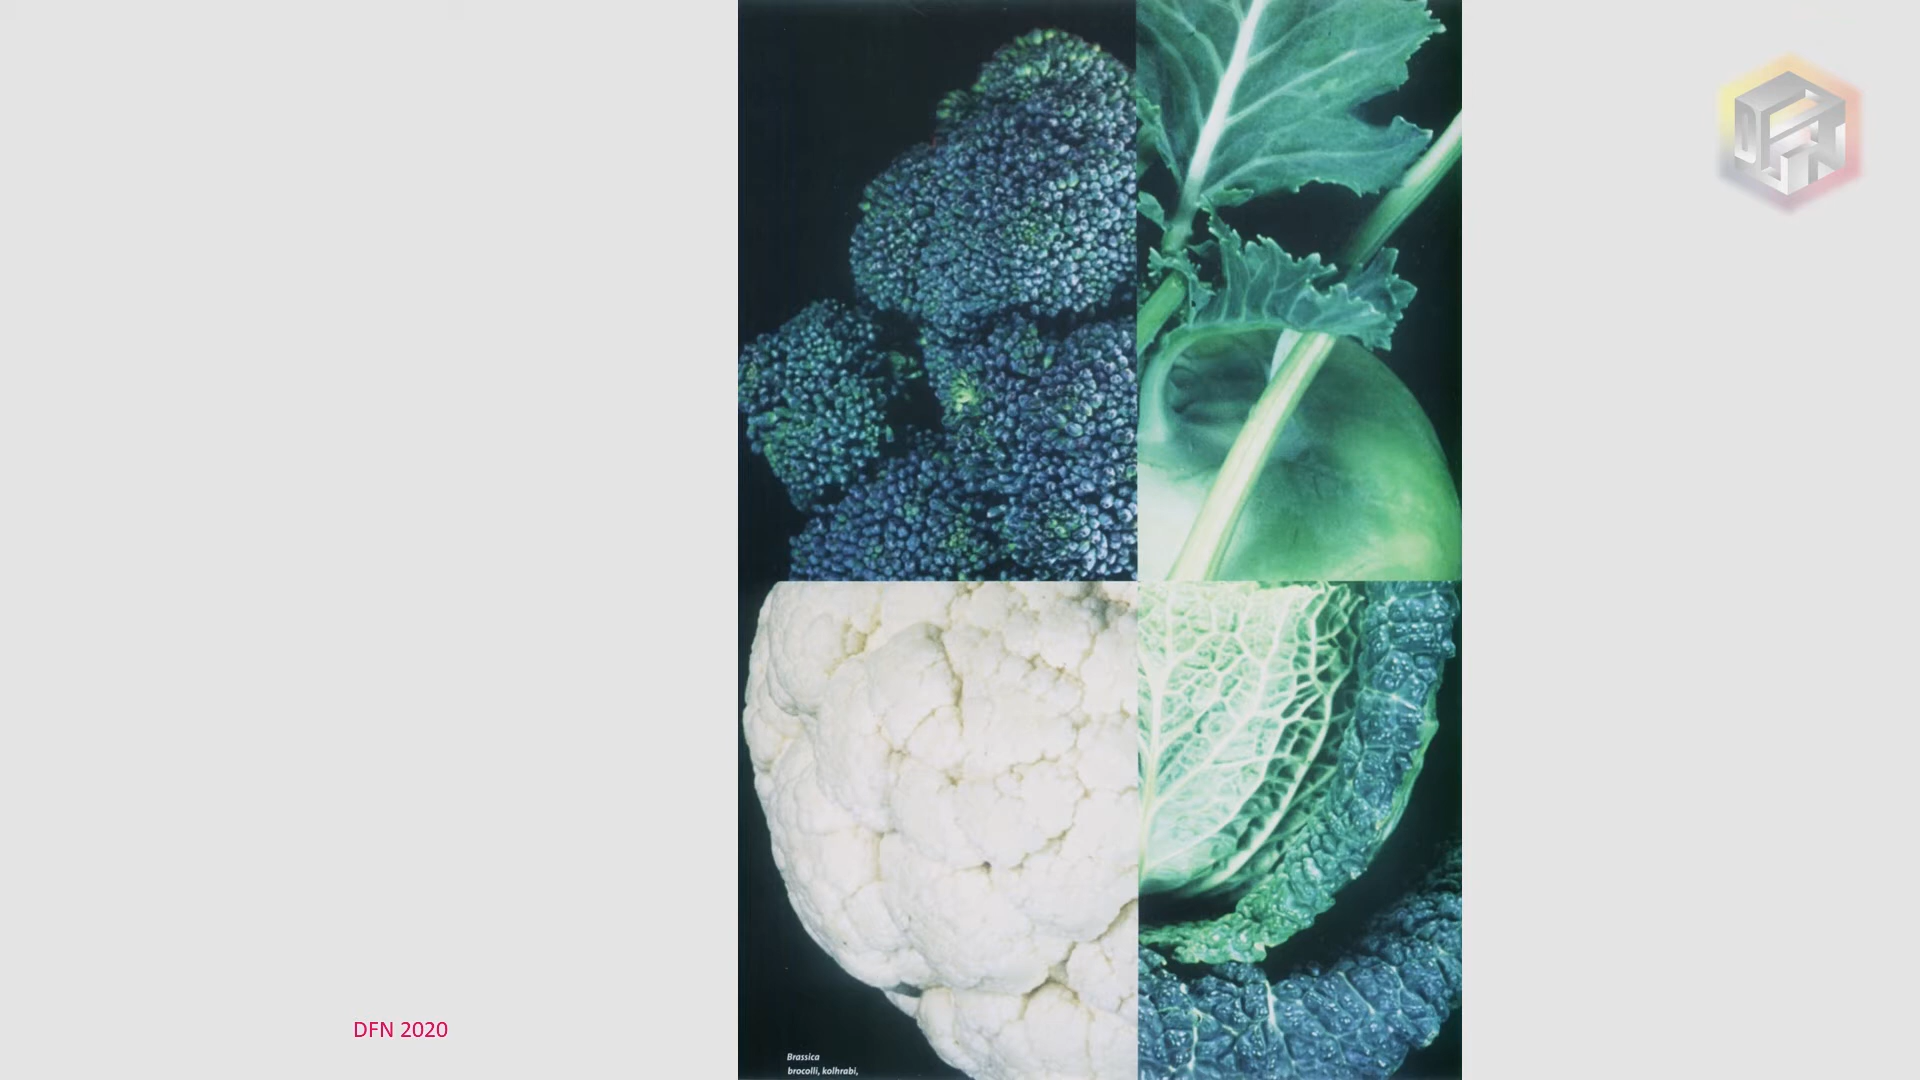 DFN 2020
Brassica
brocolli, kolhrabi,